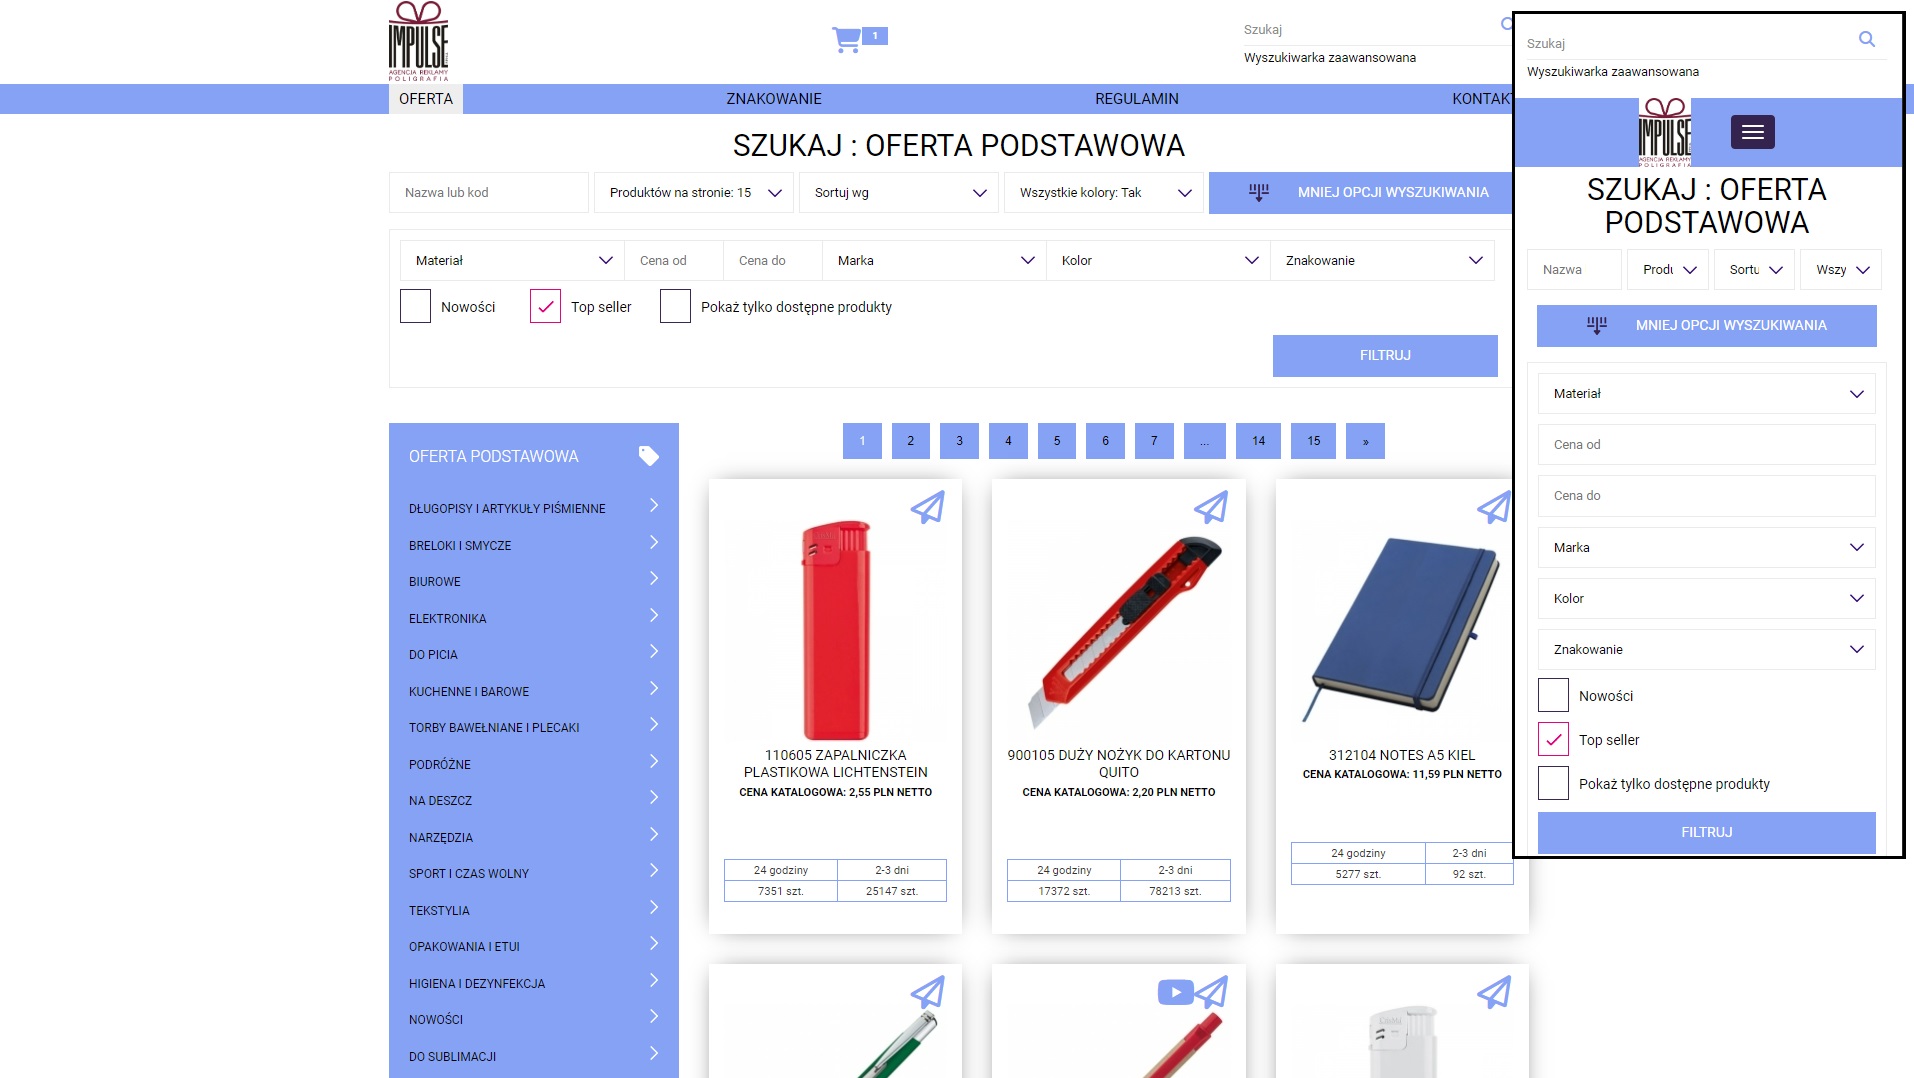 IMPULSE
AGENCJA REKLAMY
POLIGRAFIA
1
Szukaj
Wyszukiwarka zaawansowana
OFERTA
ZNAKOWANIE
REGULAMIN
KONTAKT
SZUKAJ : OFERTA PODSTAWOWA
Nazwa lub kod
Produktów na stronie: 15
Sortuj wg
Wszystkie kolory: Tak
MNIEJ OPCJI WYSZUKIWANIA
Materiał
Cena od
Cena do
Marka
Kolor
Znakowanie
Nowości
Top seller
Pokaż tylko dostępne produkty
FILTRUJ
OFERTA PODSTAWOWA
DŁUGOPISY I ARTYKUŁY PIŚMIENNE
BRELOKI I SMYCZE
BIUROWE
ELEKTRONIKA
DO PICIA
KUCHENNE I BAROWE
TORBY BAWEŁNIANE I PLECAKI
PODRÓŻNE
NA DESZCZ
NARZĘDZIA
SPORT I CZAS WOLNY
TEKSTYLIA
OPAKOWANIA I ETUI
HIGIENA I DEZYNFEKCJA
NOWOŚCI
DO SUBLIMACJI
1 2 3 4 5 6 7 ... 14 15 »
110605 ZAPALNICZKA
PLASTIKOWA LICHTENSTEIN
CENA KATALOGOWA: 2,55 PLN NETTO
24 godziny 2-3 dni
7351 szt. 25147 szt.
900105 DUŻY NOŻYK DO KARTONU
QUITO
CENA KATALOGOWA: 2,20 PLN NETTO
24 godziny 2-3 dni
17372 szt. 78213 szt.
312104 NOTES A5 KIEL
CENA KATALOGOWA: 11,59 PLN NETTO
24 godziny 2-3 dni
5277 szt. 92 szt.
Szukaj
Wyszukiwarka zaawansowana
IMPULSE
AGENCJA REKLAMY
POLIGRAFIA
SZUKAJ : OFERTA
PODSTAWOWA
Nazwa
Produ
Sortu
Wszy
MNIEJ OPCJI WYSZUKIWANIA
Materiał
Cena od
Cena do
Marka
Kolor
Znakowanie
Nowości
Top seller
Pokaż tylko dostępne produkty
FILTRUJ